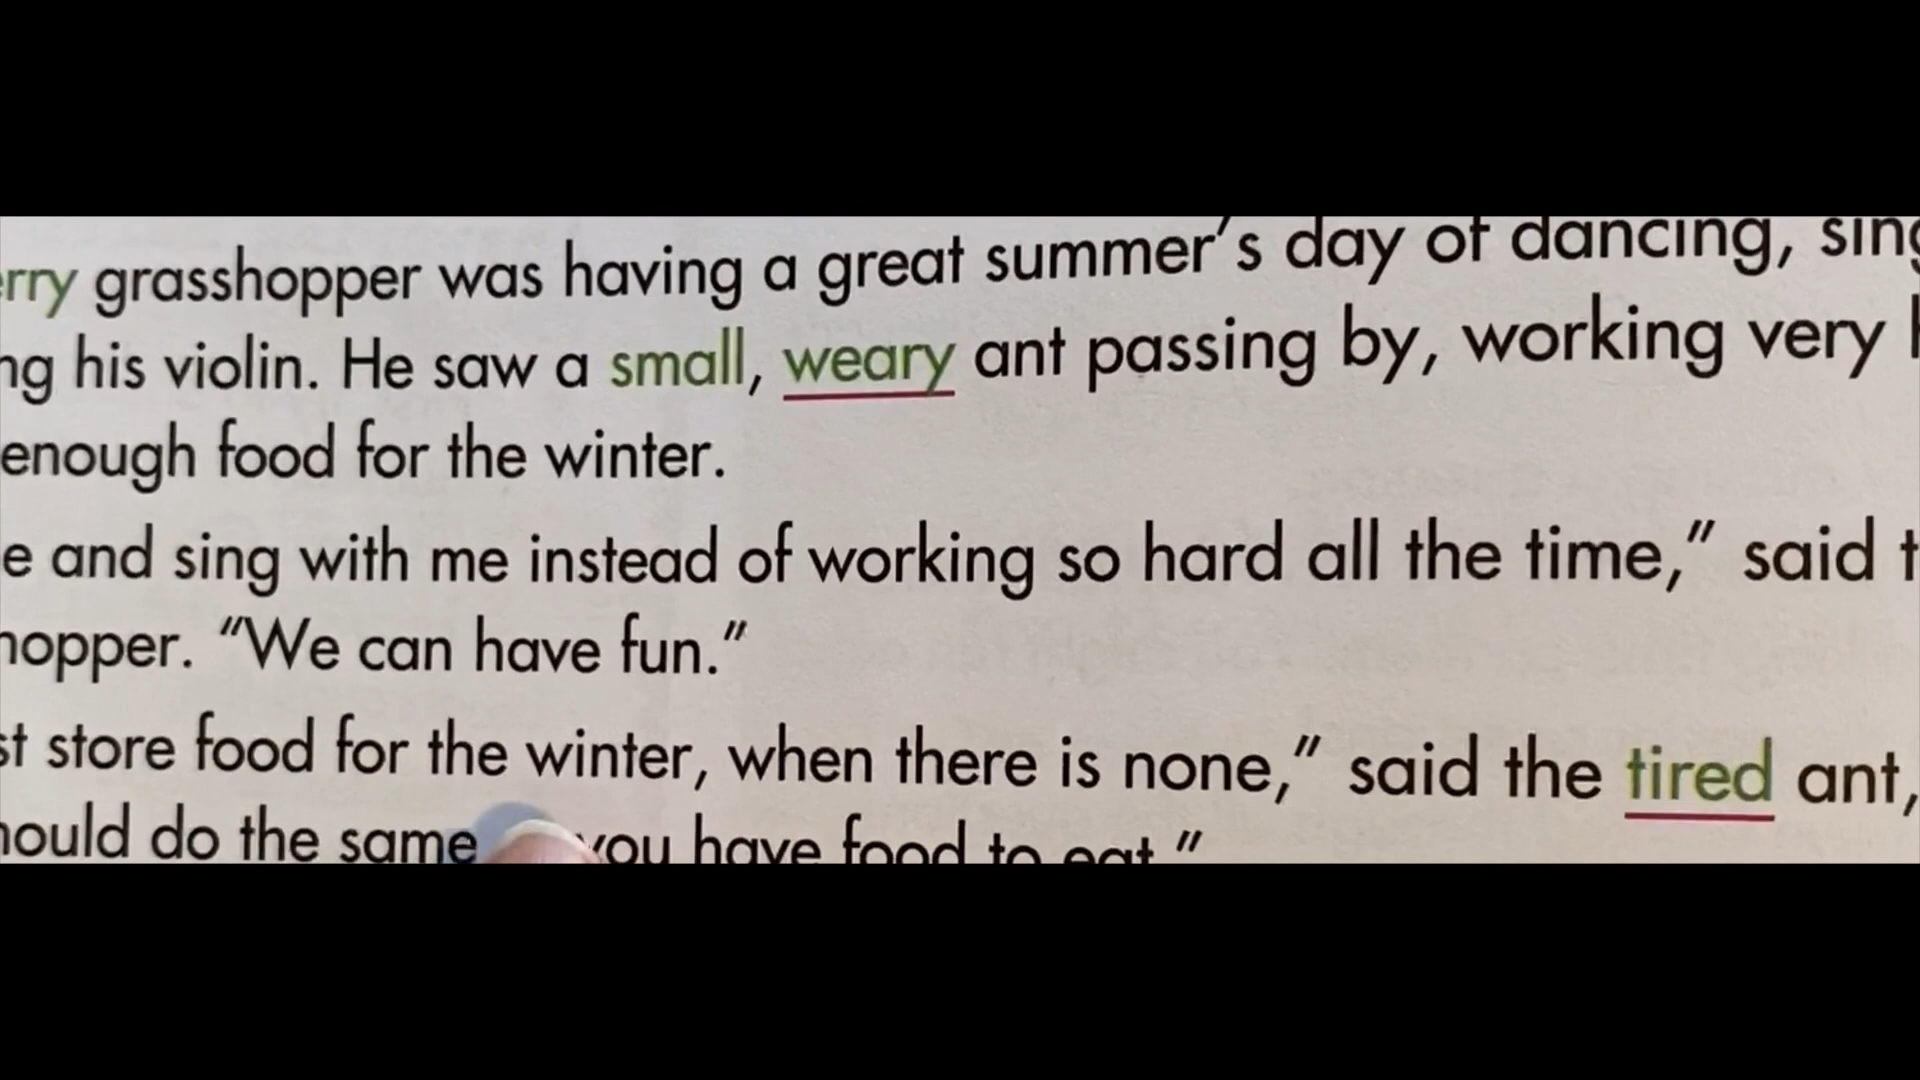 rry grasshopper was having a great summer's day of dancing, sing
ng his violin. He saw a small, weary ant passing by, working very
enough food for the winter.
e and sing with me instead of working so hard all the time,” said t
hopper. “We can have fun.”
st store food for the winter, when there is none,” said the tired ant,
hould do the same you have food to eat.”